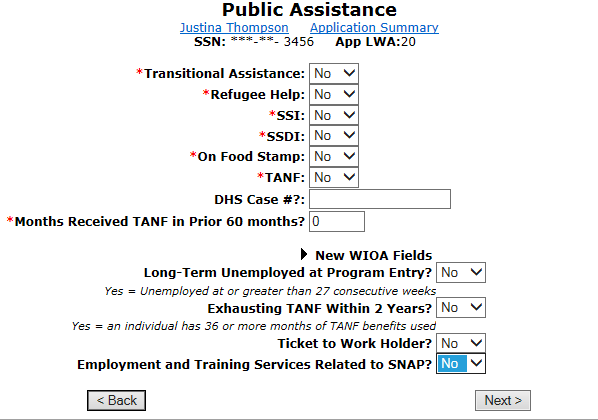 Public Assistance
Justina Thompson Application Summary
SSN: ***-**- 3456 App LWA:20
*Transitional Assistance: No
*Refugee Help: No
*SSI: No
*SSDI: No
*On Food Stamp: No
*TANF: No
DHS Case #?:
*Months Received TANF in Prior 60 months? 0
New WIOA Fields
Long-Term Unemployed at Program Entry? No
Yes = Unemployed at or greater than 27 consecutive weeks
Exhausting TANF Within 2 Years? No
Yes = an individual has 36 or more months of TANF benefits used
Ticket to Work Holder? No
Employment and Training Services Related to SNAP? No
< Back Next >